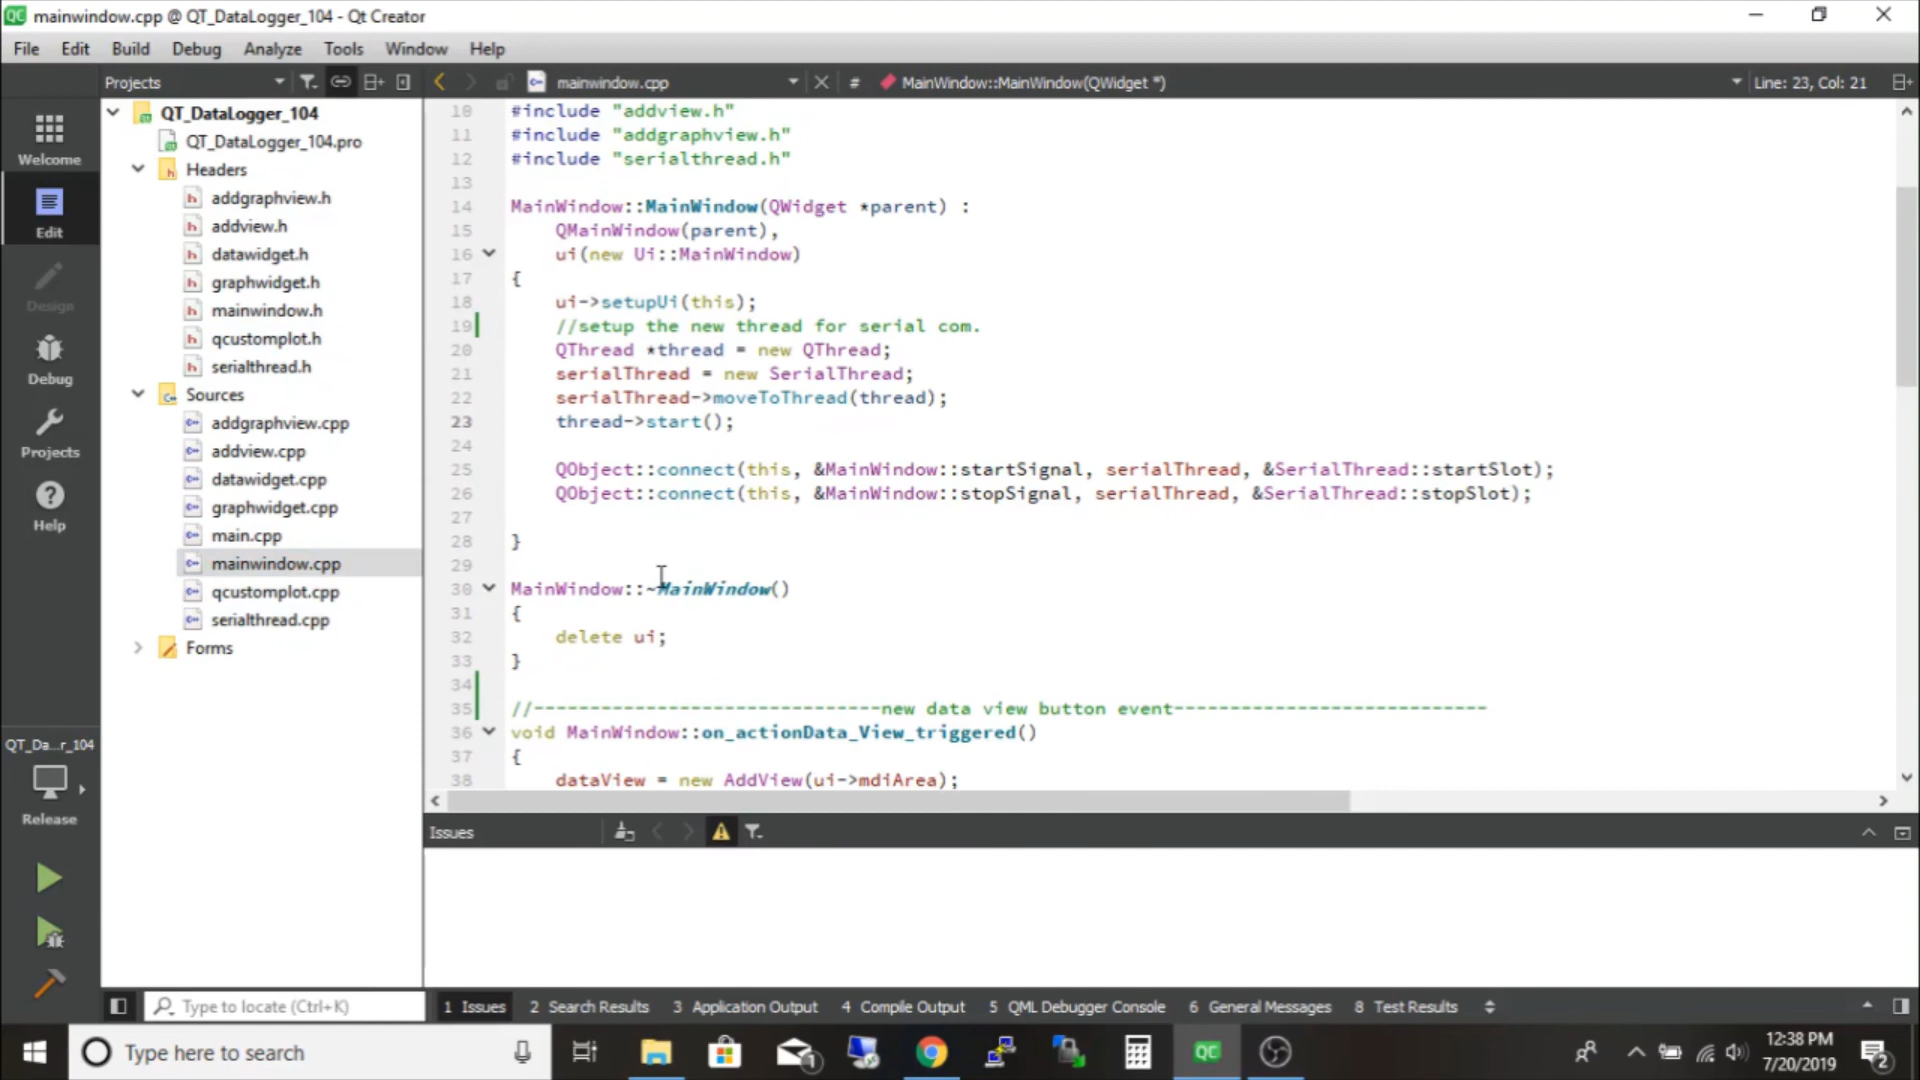 QC mainwindow.cpp @ QT_DataLogger_104 - Qt Creator
File Edit Build Debug Analyze Tools Window Help
Projects
mainwindow.cpp
# MainWindow::MainWindow(QWidget *)
Line: 23, Col: 21
Welcome
Edit
Design
Debug
Projects
Help
QT_Da...r_104
Release
QT_DataLogger_104
QT_DataLogger_104.pro
Headers
addgraphview.h
addview.h
datawidget.h
graphwidget.h
mainwindow.h
qcustomplot.h
serialthread.h
Sources
addgraphview.cpp
addview.cpp
datawidget.cpp
graphwidget.cpp
main.cpp
mainwindow.cpp
qcustomplot.cpp
serialthread.cpp
Forms
10 #include "addview.h"
11 #include "addgraphview.h"
12 #include "serialthread.h"
13
14 MainWindow::MainWindow(QWidget *parent) :
15 QMainWindow(parent),
16 ui(new Ui::MainWindow)
17 {
18 ui->setupUi(this);
19 //setup the new thread for serial com.
20 QThread *thread = new QThread;
21 serialThread = new SerialThread;
22 serialThread->moveToThread(thread);
23 thread->start();
24
25 QObject::connect(this, &MainWindow::startSignal, serialThread, &SerialThread::startSlot);
26 QObject::connect(this, &MainWindow::stopSignal, serialThread, &SerialThread::stopSlot);
27
28 }
29
30 MainWindow::~MainWindow()
31 {
32 delete ui;
33 }
34
35 //-------------------------------new data view button event----------------------------
36 void MainWindow::on_actionData_View_triggered()
37 {
38 dataView = new AddView(ui->mdiArea);
Issues
Type to locate (Ctrl+K)
1 Issues 2 Search Results 3 Application Output 4 Compile Output 5 QML Debugger Console 6 General Messages 8 Test Results
Type here to search
1
QC
12:38 PM
7/20/2019
2